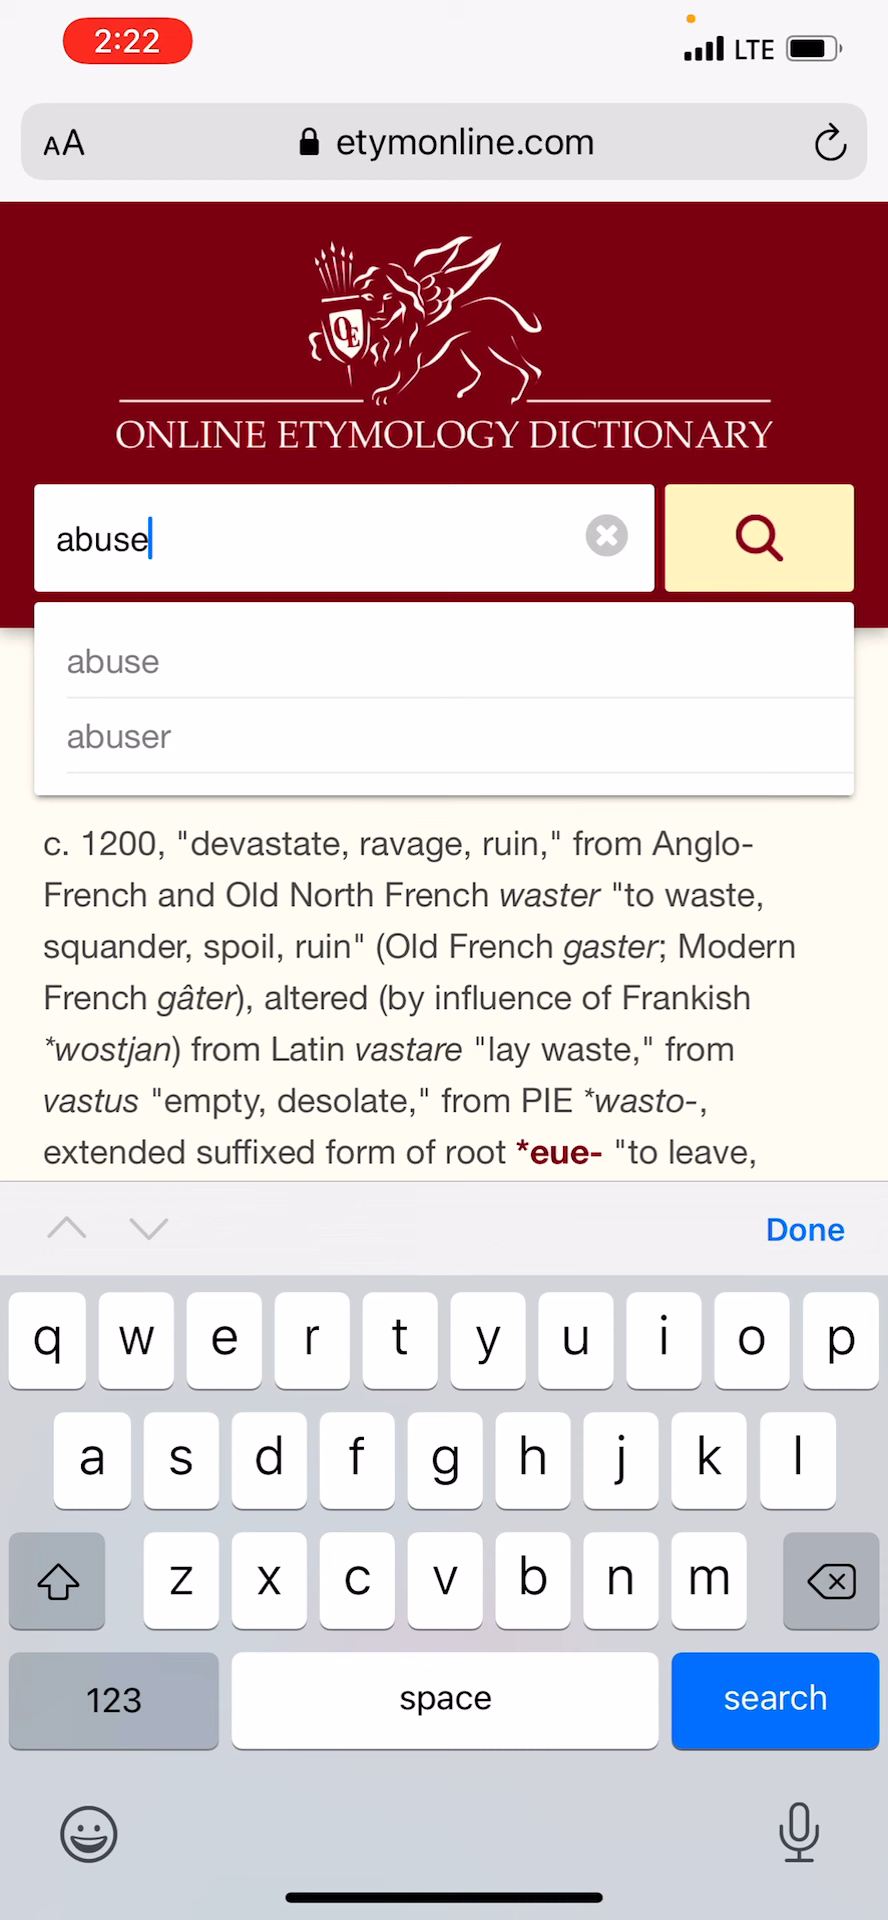 2:22
LTE
AA
etymonline.com
OE
ONLINE ETYMOLOGY DICTIONARY
abuse
abuse
abuser
c. 1200, "devastate, ravage, ruin," from Anglo-
French and Old North French waster "to waste,
squander, spoil, ruin" (Old French gaster; Modern
French gâter), altered (by influence of Frankish
*wostjan) from Latin vastare "lay waste," from
vastus "empty, desolate," from PIE *wasto-,
extended suffixed form of root *eue- "to leave,
Done
q w e r t y u i o p
a s d f g h j k l
z x c v b n m
123 space search